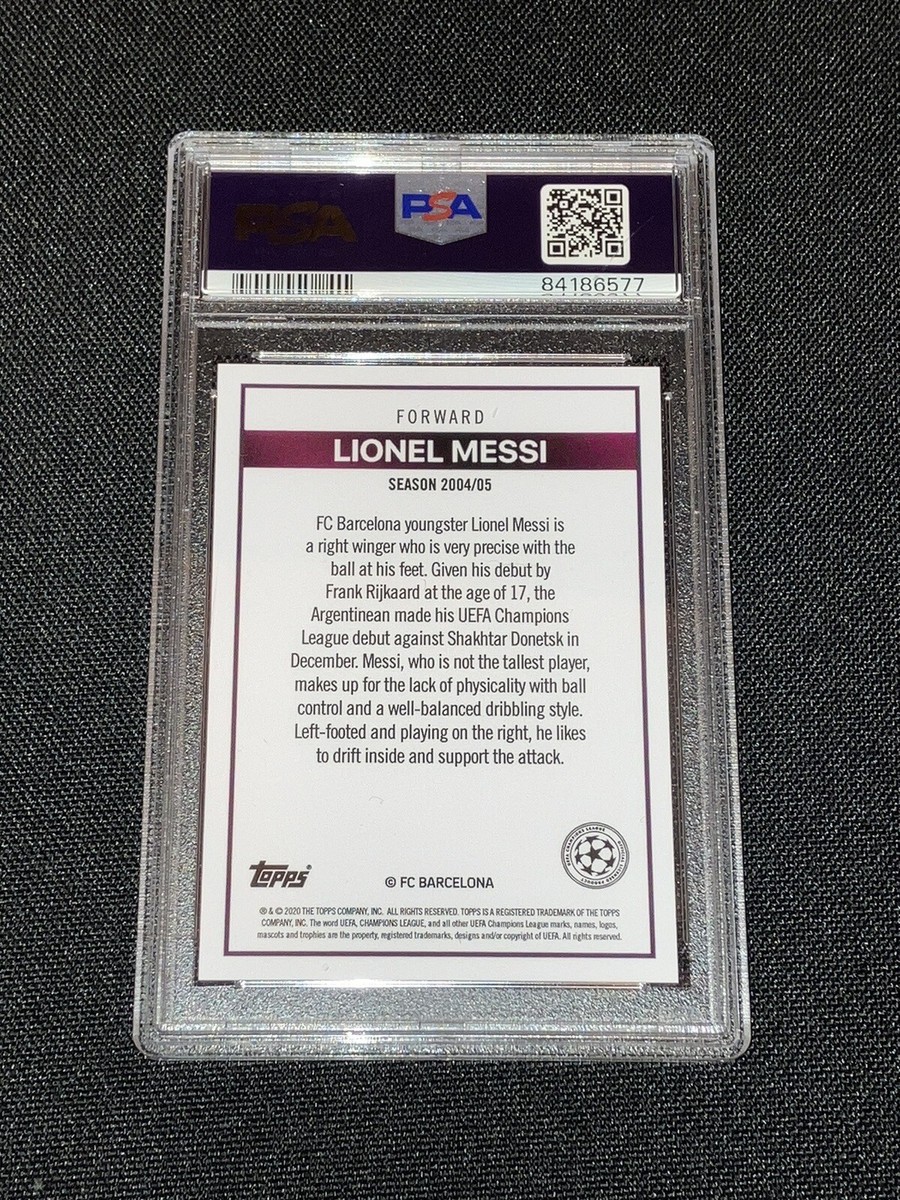 PSA
PSA
84186577
FORWARD
LIONEL MESSI
SEASON 2004/05
FC Barcelona youngster Lionel Messi is
a right winger who is very precise with the
ball at his feet. Given his debut by
Frank Rijkaard at the age of 17, the
Argentinean made his UEFA Champions
League debut against Shakhtar Donetsk in
December. Messi, who is not the tallest player,
makes up for the lack of physicality with ball
control and a well-balanced dribbling style.
Left-footed and playing on the right, he likes
to drift inside and support the attack.
Topps®
© FC BARCELONA
UEFA CHAMPIONS LEAGUE
OFFICIAL LICENSED PRODUCT
® & © 2020 THE TOPPS COMPANY, INC. ALL RIGHTS RESERVED. TOPPS IS A REGISTERED TRADEMARK OF THE TOPPS
COMPANY, INC. The word UEFA, CHAMPIONS LEAGUE, and all other UEFA Champions League marks, names, logos,
mascots and trophies are the property, registered trademarks, designs and/or copyright of UEFA. All rights reserved.